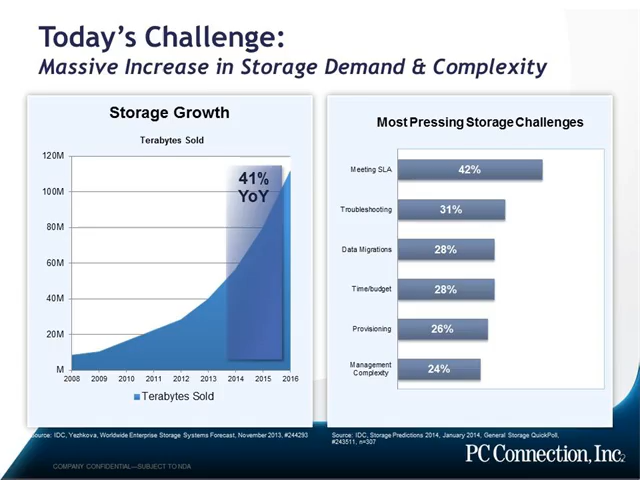 Today's Challenge:
Massive Increase in Storage Demand & Complexity
Storage Growth
Terabytes Sold
120M
100M
80M
60M
40M
20M
M
41%
YoY
2008 2009 2010 2011 2012 2013 2014 2015 2016
Terabytes Sold
Most Pressing Storage Challenges
Meeting SLA 42%
Troubleshooting 31%
Data Migrations 28%
Time/budget 28%
Provisioning 26%
Management
Complexity 24%
Source: IDC, Yezhkova, Worldwide Enterprise Storage Systems Forecast, November 2013, #244293
Source: IDC, Storage Predictions 2014, January 2014, General Storage QuickPoll,
#243511, n=307
COMPANY CONFIDENTIAL—SUBJECT TO NDA
PC Connection, Inc.
2